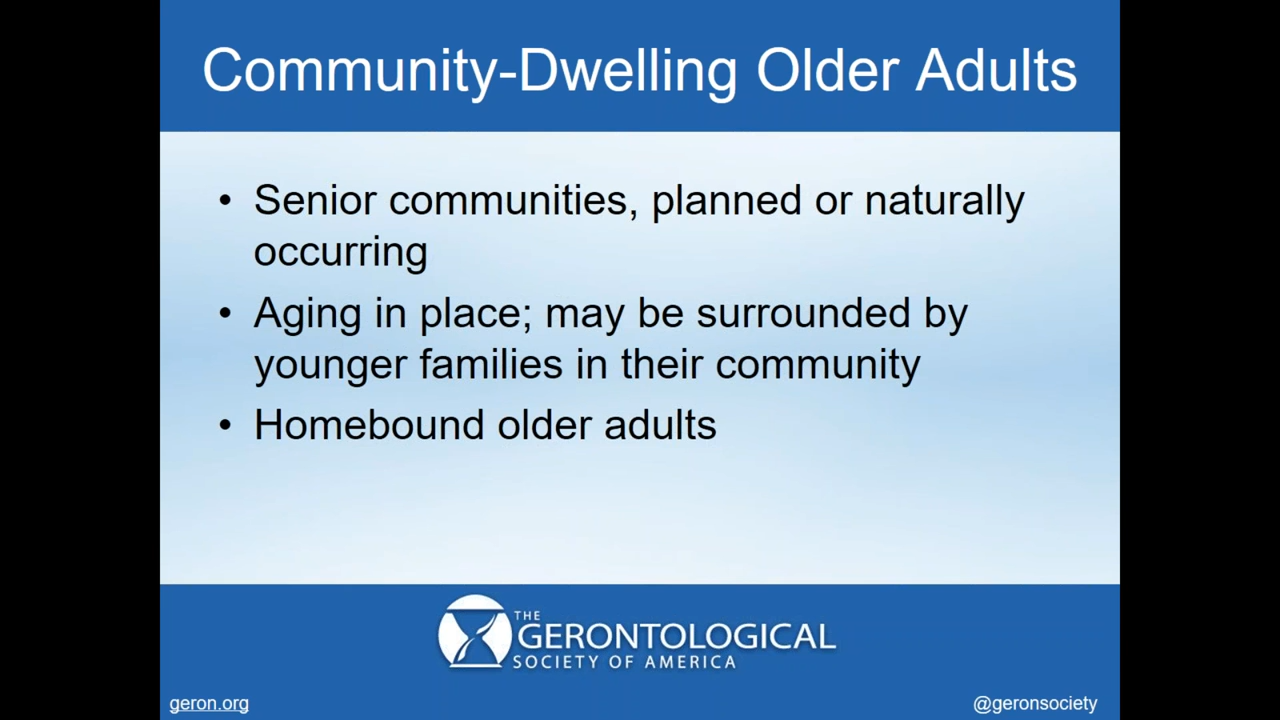 Community-Dwelling Older Adults
• Senior communities, planned or naturally
occurring
• Aging in place; may be surrounded by
younger families in their community
• Homebound older adults
THE
GERONTOLOGICAL
SOCIETY OF AMERICA
geron.org
@geronsociety